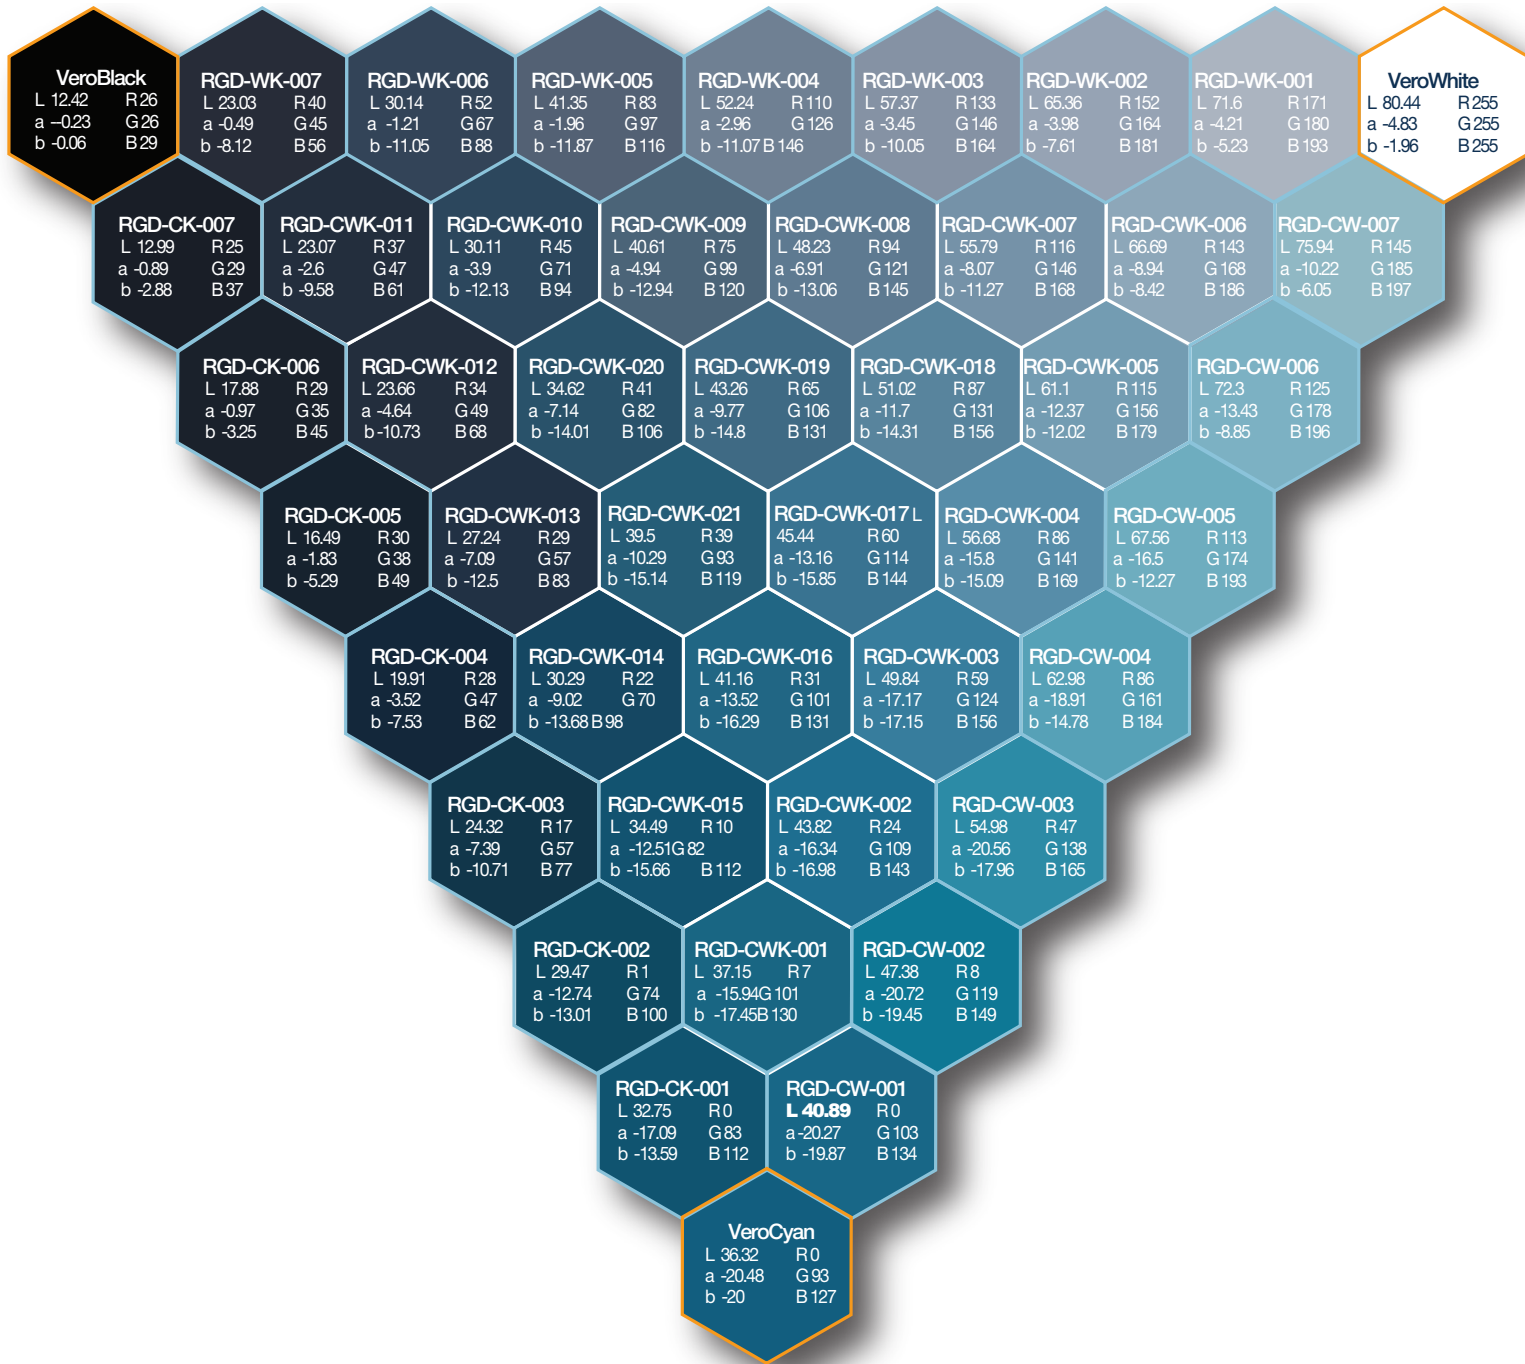 VeroBlack
L 12.42 R 26
a --0.23 G 26
b -0.06 B 29
RGD-WK-007
L 23.03 R 40
a -0.49 G 45
b -8.12 B 56
RGD-WK-006
L 30.14 R 52
a -1.21 G 67
b -11.05 B 88
RGD-WK-005
L 41.35 R 83
a -1.96 G 97
b -11.87 B 116
RGD-WK-004
L 52.24 R 110
a -2.96 G 126
b -11.07 B 146
RGD-WK-003
L 57.37 R 133
a -3.45 G 146
b -10.05 B 164
RGD-WK-002
L 65.36 R 152
a -3.98 G 164
b -7.61 B 181
RGD-WK-001
L 71.6 R 171
a -4.21 G 180
b -5.23 B 193
VeroWhite
L 80.44 R 255
a -4.83 G 255
b -1.96 B 255
RGD-CK-007
L 12.99 R 25
a -0.89 G 29
b -2.88 B 37
RGD-CWK-011
L 23.07 R 37
a -2.6 G 47
b -9.58 B 61
RGD-CWK-010
L 30.11 R 45
a -3.9 G 71
b -12.13 B 94
RGD-CWK-009
L 40.61 R 75
a -4.94 G 99
b -12.94 B 120
RGD-CWK-008
L 48.23 R 94
a -6.91 G 121
b -13.06 B 145
RGD-CWK-007
L 55.79 R 116
a -8.07 G 146
b -11.27 B 168
RGD-CWK-006
L 66.69 R 143
a -8.94 G 168
b -8.42 B 186
RGD-CW-007
L 75.94 R 145
a -10.22 G 185
b -6.05 B 197
RGD-CK-006
L 17.88 R 29
a -0.97 G 35
b -3.25 B 45
RGD-CWK-012
L 23.66 R 34
a -4.64 G 49
b -10.73 B 68
RGD-CWK-020
L 34.62 R 41
a -7.14 G 82
b -14.01 B 106
RGD-CWK-019
L 43.26 R 65
a -9.77 G 106
b -14.8 B 131
RGD-CWK-018
L 51.02 R 87
a -11.7 G 131
b -14.31 B 156
RGD-CWK-005
L 61.1 R 115
a -12.37 G 156
b -12.02 B 179
RGD-CW-006
L 72.3 R 125
a -13.43 G 178
b -8.85 B 196
RGD-CK-005
L 16.49 R 30
a -1.83 G 38
b -5.29 B 49
RGD-CWK-013
L 27.24 R 29
a -7.09 G 57
b -12.5 B 83
RGD-CWK-021
L 39.5 R 39
a -10.29 G 93
b -15.14 B 119
RGD-CWK-017 L
45.44 R 60
a -13.16 G 114
b -15.85 B 144
RGD-CWK-004
L 56.68 R 86
a -15.8 G 141
b -15.09 B 169
RGD-CW-005
L 67.56 R 113
a -16.5 G 174
b -12.27 B 193
RGD-CK-004
L 19.91 R 28
a -3.52 G 47
b -7.53 B 62
RGD-CWK-014
L 30.29 R 22
a -9.02 G 70
b -13.68 B 98
RGD-CWK-016
L 41.16 R 31
a -13.52 G 101
b -16.29 B 131
RGD-CWK-003
L 49.84 R 59
a -17.17 G 124
b -17.15 B 156
RGD-CW-004
L 62.98 R 86
a -18.91 G 161
b -14.78 B 184
RGD-CK-003
L 24.32 R 17
a -7.39 G 57
b -10.71 B 77
RGD-CWK-015
L 34.49 R 10
a -12.51 G 82
b -15.66 B 112
RGD-CWK-002
L 43.82 R 24
a -16.34 G 109
b -16.98 B 143
RGD-CW-003
L 54.98 R 47
a -20.56 G 138
b -17.96 B 165
RGD-CK-002
L 29.47 R 1
a -12.74 G 74
b -13.01 B 100
RGD-CWK-001
L 37.15 R 7
a -15.94 G 101
b -17.45 B 130
RGD-CW-002
L 47.38 R 8
a -20.72 G 119
b -19.45 B 149
RGD-CK-001
L 32.75 R 0
a -17.09 G 83
b -13.59 B 112
RGD-CW-001
L 40.89 R 0
a -20.27 G 103
b -19.87 B 134
VeroCyan
L 36.32 R 0
a -20.48 G 93
b -20 B 127